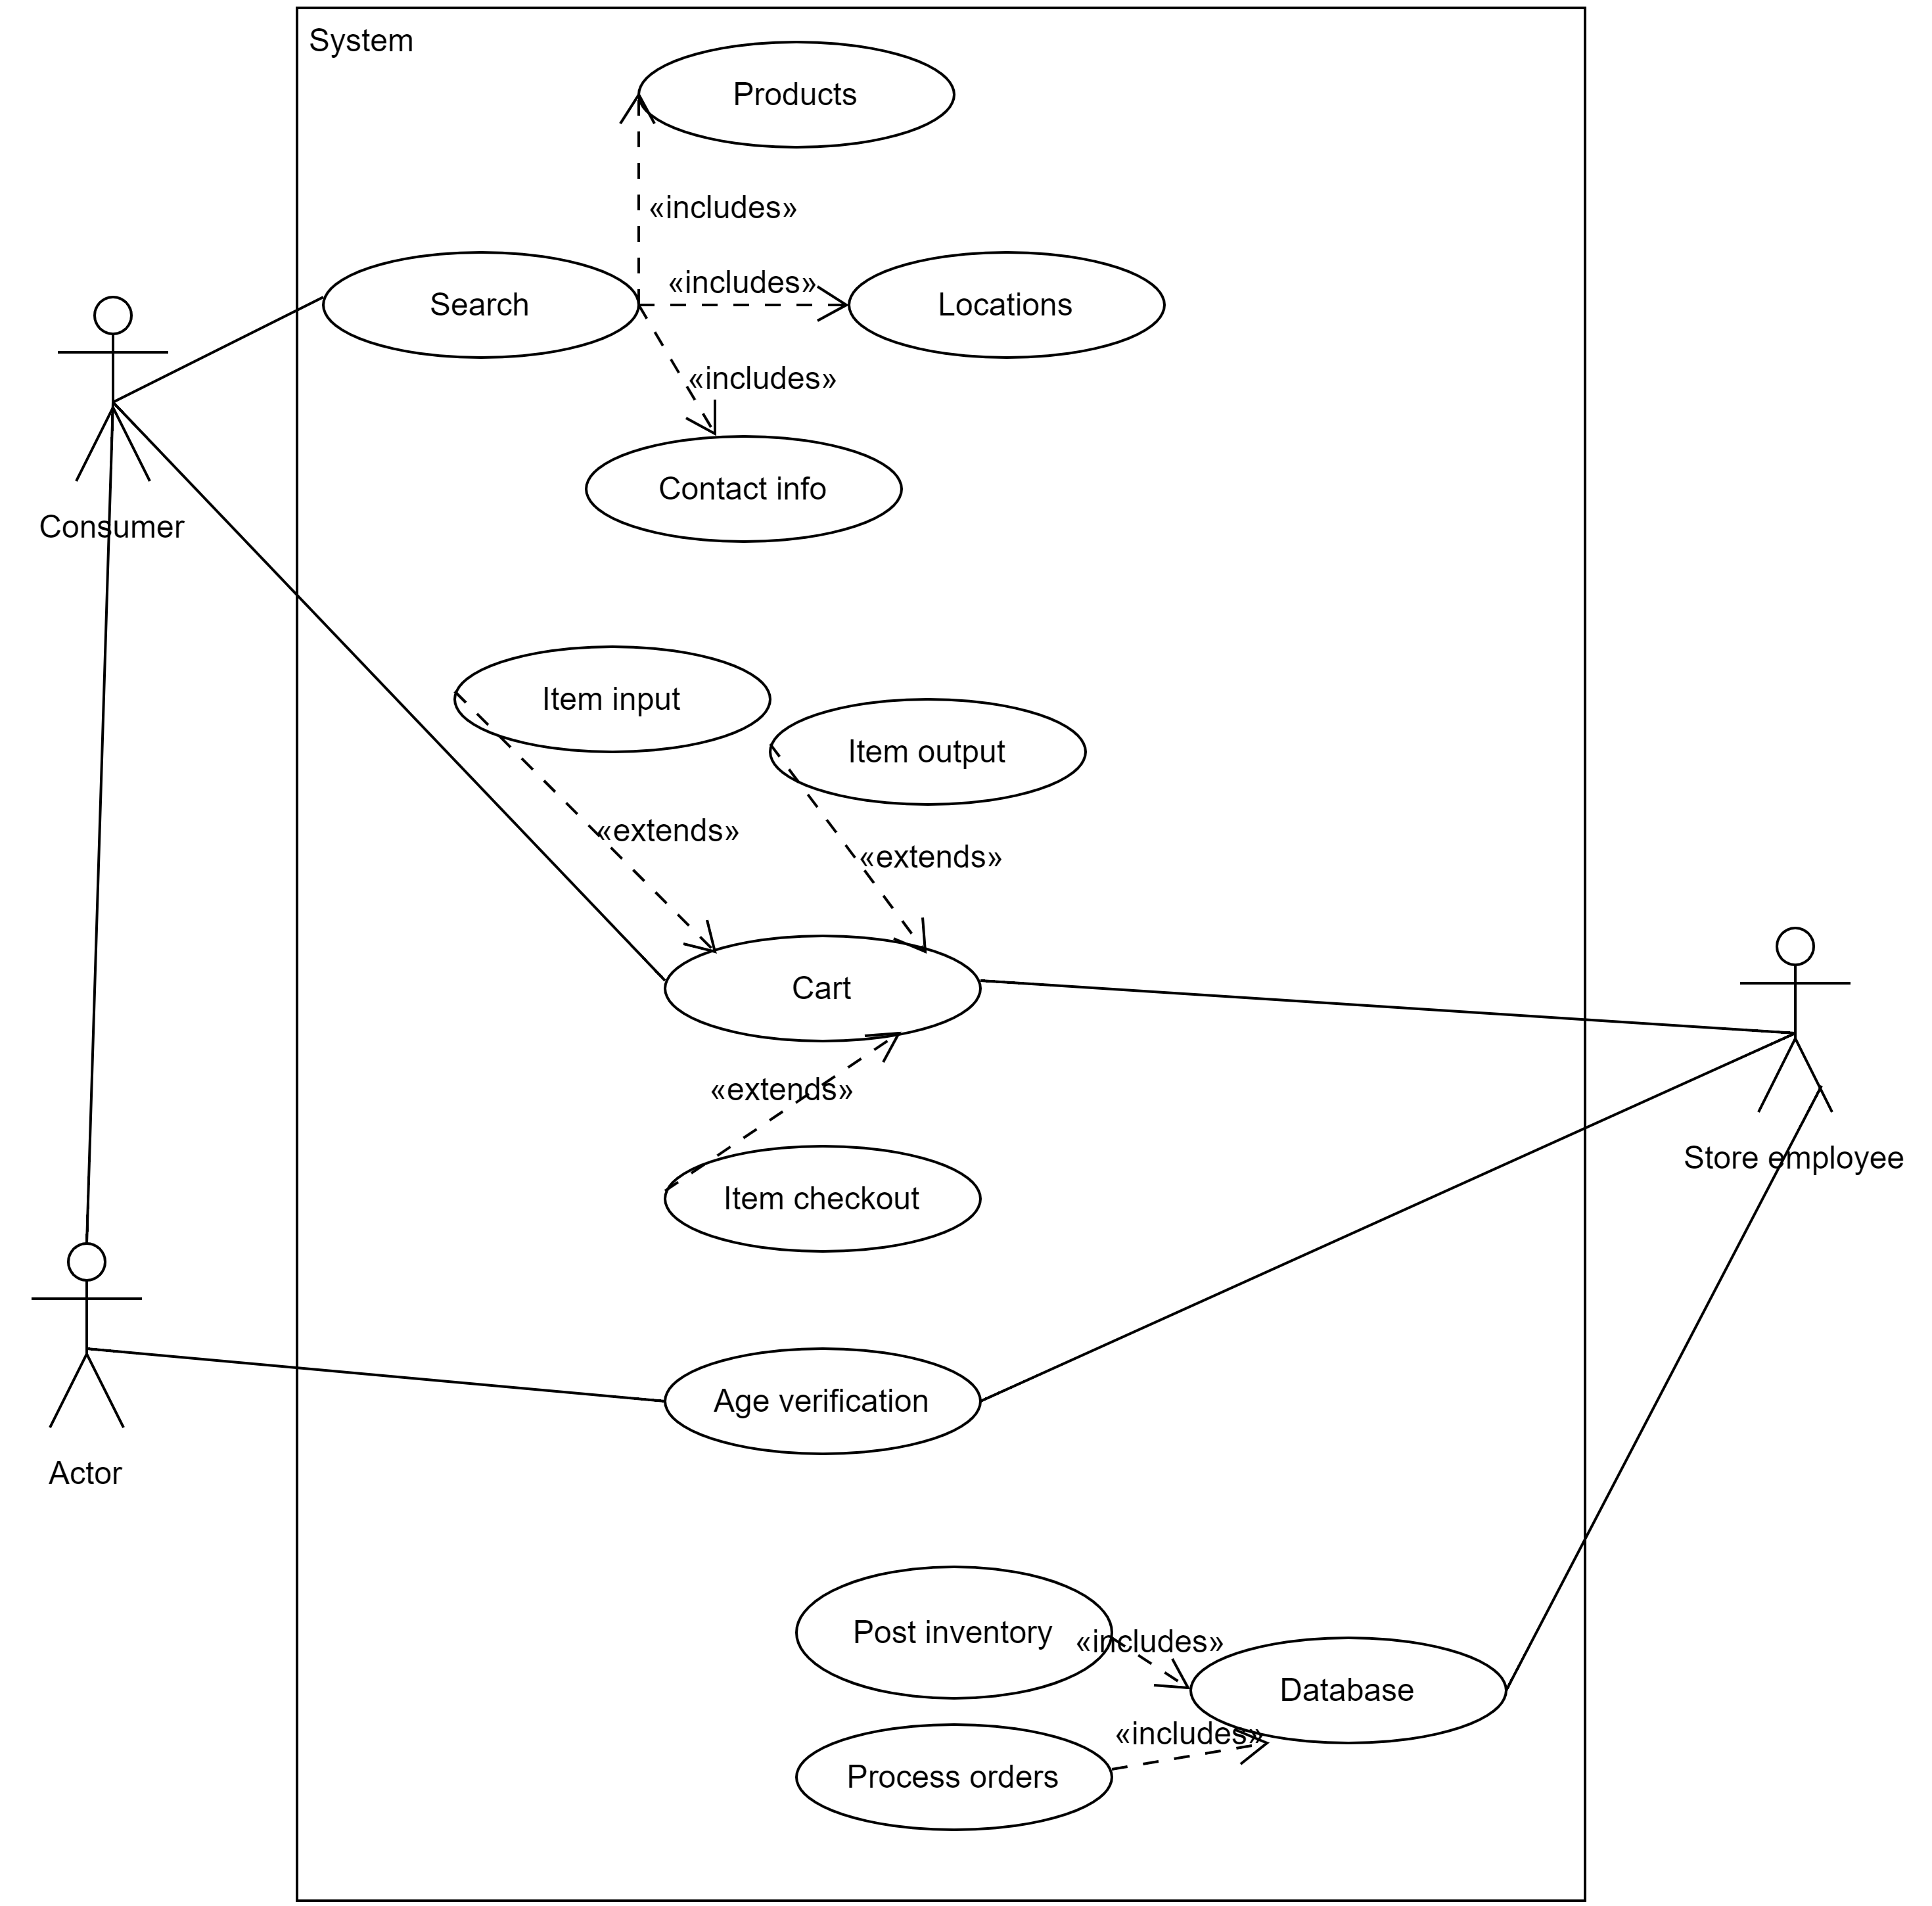 System
Products
«includes»
«includes»
Search
Locations
«includes»
Contact info
Consumer
Item input
Item output
«extends»
«extends»
Cart
«extends»
Store employee
Item checkout
Age verification
Actor
Post inventory
«includes»
Database
«includes»
Process orders